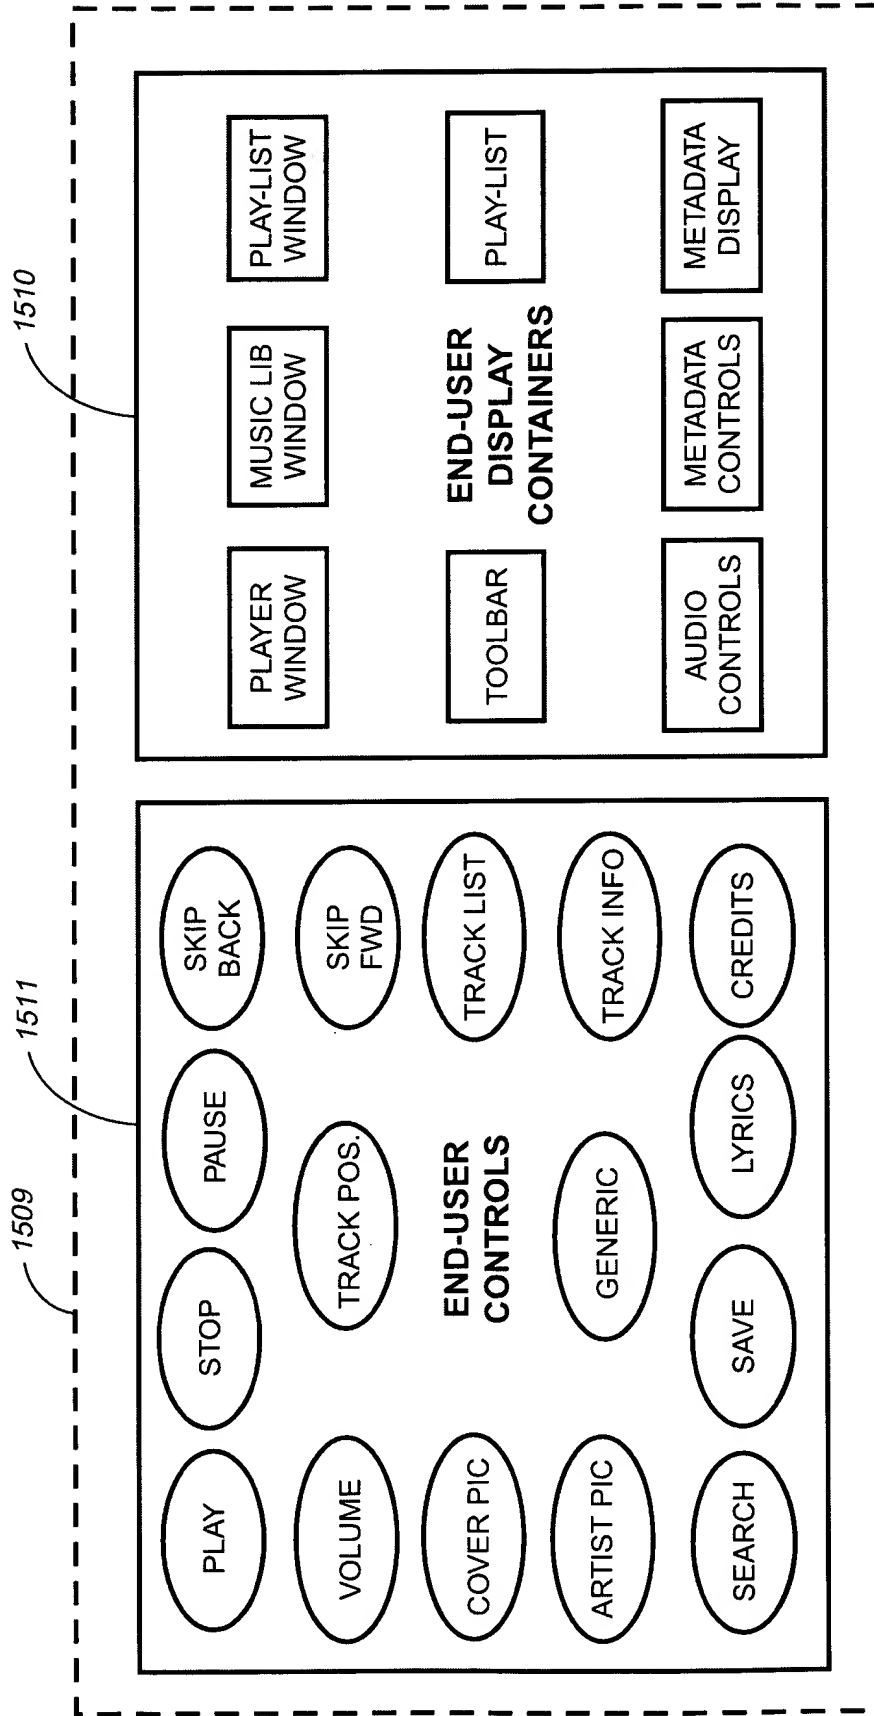 1509
1511
1510
PLAY
STOP
PAUSE
SKIP
BACK
VOLUME
TRACK POS.
SKIP
FWD
COVER PIC
END-USER
CONTROLS
TRACK LIST
ARTIST PIC
GENERIC
TRACK INFO
SEARCH
SAVE
LYRICS
CREDITS
PLAYER
WINDOW
MUSIC LIB
WINDOW
PLAY-LIST
WINDOW
TOOLBAR
END-USER
DISPLAY
CONTAINERS
PLAY-LIST
AUDIO
CONTROLS
METADATA
CONTROLS
METADATA
DISPLAY